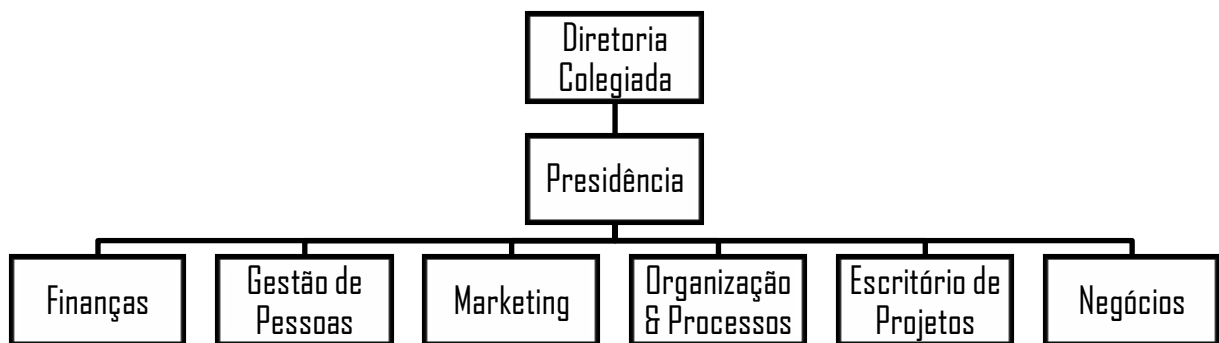 Diretoria
Colegiada
Presidência
Finanças
Gestão de
Pessoas
Marketing
Organização
& Processos
Escritório de
Projetos
Negócios